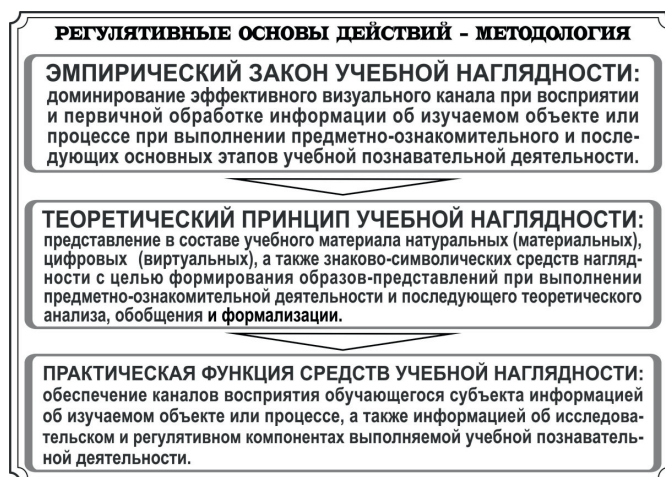 РЕГУЛЯТИВНЫЕ ОСНОВЫ ДЕЙСТВИЙ – МЕТОДОЛОГИЯ
ЭМПИРИЧЕСКИЙ ЗАКОН УЧЕБНОЙ НАГЛЯДНОСТИ:
доминирование эффективного визуального канала при восприятии
и первичной обработке информации об изучаемом объекте или
процессе при выполнении предметно-ознакомительного и после-
дующих основных этапов учебной познавательной деятельности.
ТЕОРЕТИЧЕСКИЙ ПРИНЦИП УЧЕБНОЙ НАГЛЯДНОСТИ:
представление в составе учебного материала натуральных (материальных),
цифровых (виртуальных), а также знаково-символических средств нагляд-
ности с целью формирования образов-представлений при выполнении
предметно-ознакомительной деятельности и последующего теоретического
анализа, обобщения и формализации.
ПРАКТИЧЕСКАЯ ФУНКЦИЯ СРЕДСТВ УЧЕБНОЙ НАГЛЯДНОСТИ:
обеспечение каналов восприятия обучающегося субъекта информацией
об изучаемом объекте или процессе, а также информацией об исследова-
тельском и регулятивном компонентах выполняемой учебной познаватель-
ной деятельности.